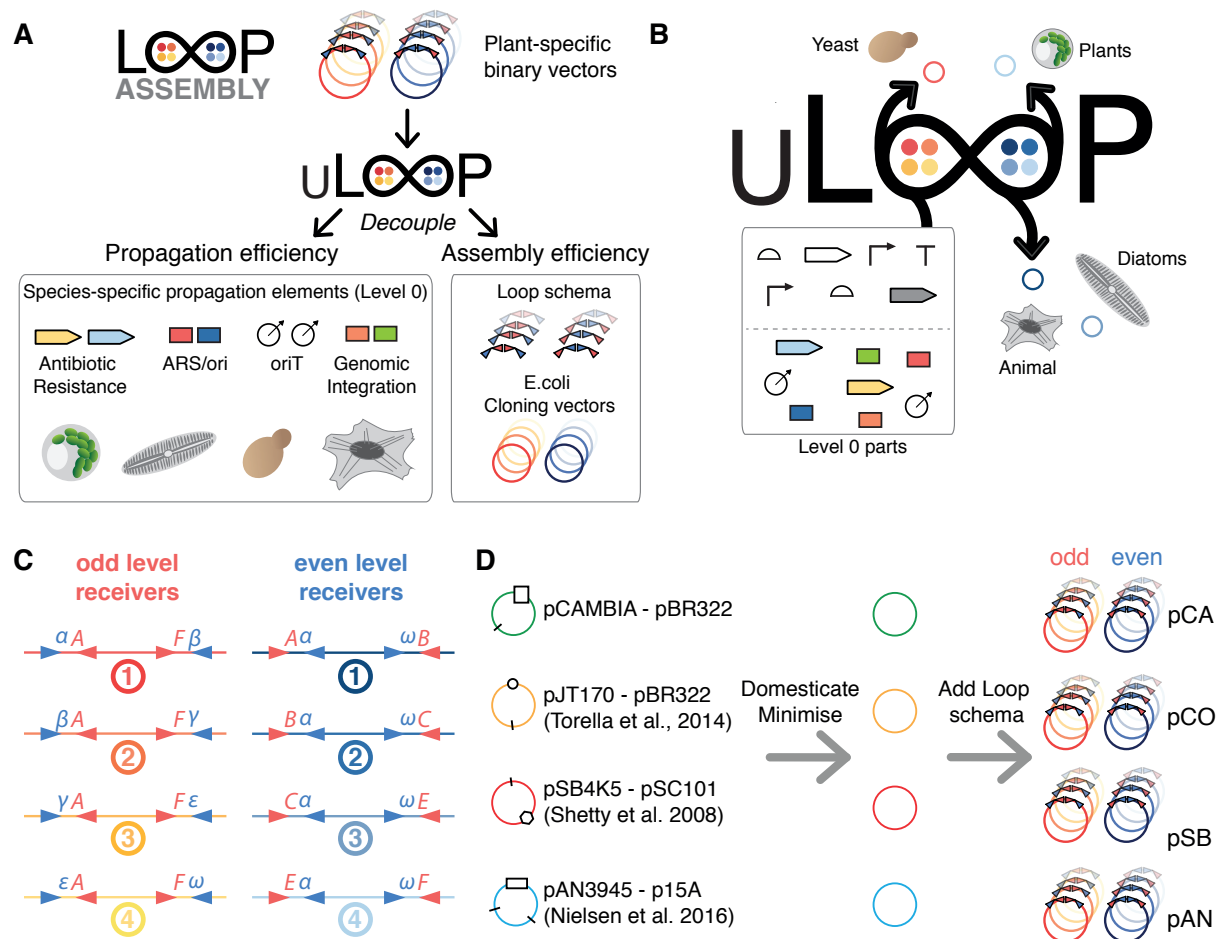 A
LOOP
ASSEMBLY
Plant-specific
binary vectors
uLOOP
Decouple
Propagation efficiency
Assembly efficiency
Species-specific propagation elements (Level 0)
Antibiotic
Resistance
ARS/ori
oriT
Genomic
Integration
Loop schema
E.coli
Cloning vectors
B
Yeast
Plants
uLOOP
Diatoms
Animal
Level 0 parts
C
odd level
receivers
even level
receivers
α A F β
1
A α ω B
1
β A F γ
2
B α ω C
2
γ A F ε
3
C α ω E
3
ε A F ω
4
E α ω F
4
D
odd even
pCAMBIA - pBR322
pCA
pJT170 - pBR322
(Torella et al., 2014)
Domesticate
Minimise
Add Loop
schema
pCO
pSB4K5 - pSC101
(Shetty et al. 2008)
pSB
pAN3945 - p15A
(Nielsen et al. 2016)
pAN